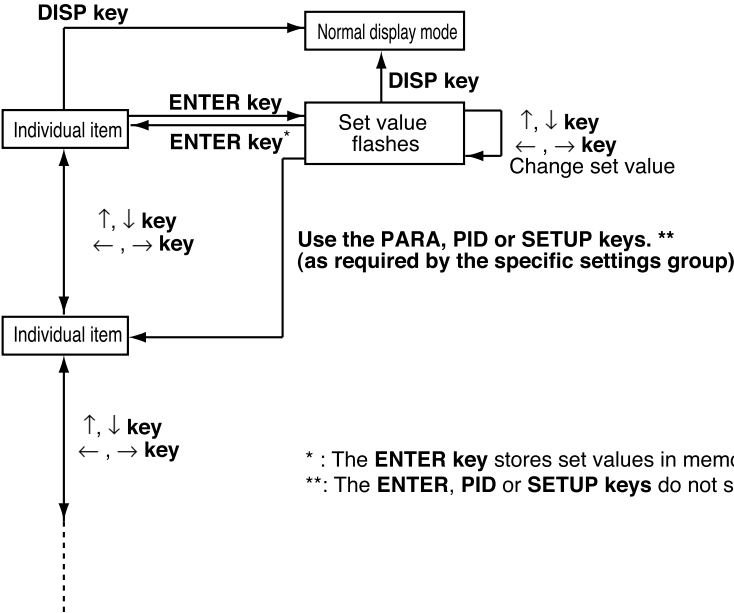 DISP key
Normal display mode
DISP key
ENTER key
Individual item
Set value
flashes
ENTER key*
↑, ↓ key
← , → key
Change set value
↑, ↓ key
← , → key
Use the PARA, PID or SETUP keys. **
(as required by the specific settings group)
Individual item
↑, ↓ key
← , → key
* : The ENTER key stores set values in
**: The ENTER, PID or SETUP keys do not